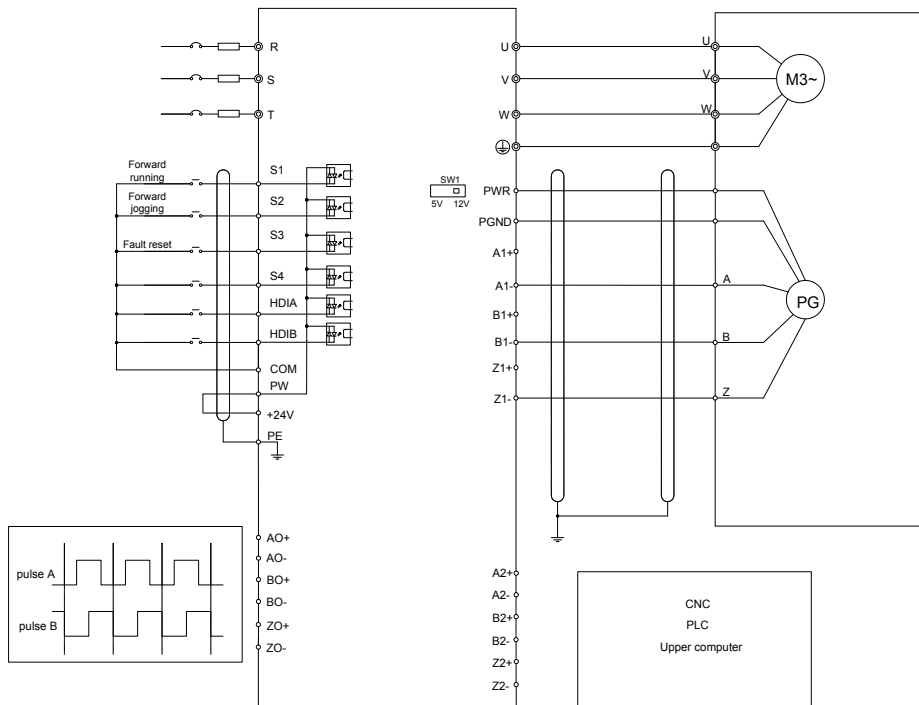 R
S
T
U
V
W
U
V
W
M3~
Forward
running
S1
Forward
jogging
S2
Fault reset
S3
S4
HDIA
HDIB
COM
PW
+24V
PE
SW1
5V 12V
PWR
PGND
A1+
A1-
B1+
B1-
Z1+
Z1-
A
B
Z
PG
pulse A
pulse B
AO+
AO-
BO+
BO-
ZO+
ZO-
A2+
A2-
B2+
B2-
Z2+
Z2-
CNC
PLC
Upper computer